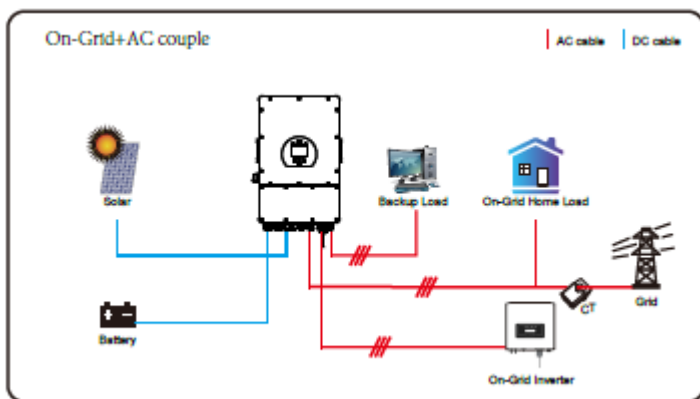 On-Grid+AC couple
AC cable
DC cable
Solar
Backup Load
On-Grid Home Load
CT
Grid
Battery
On-Grid Inverter